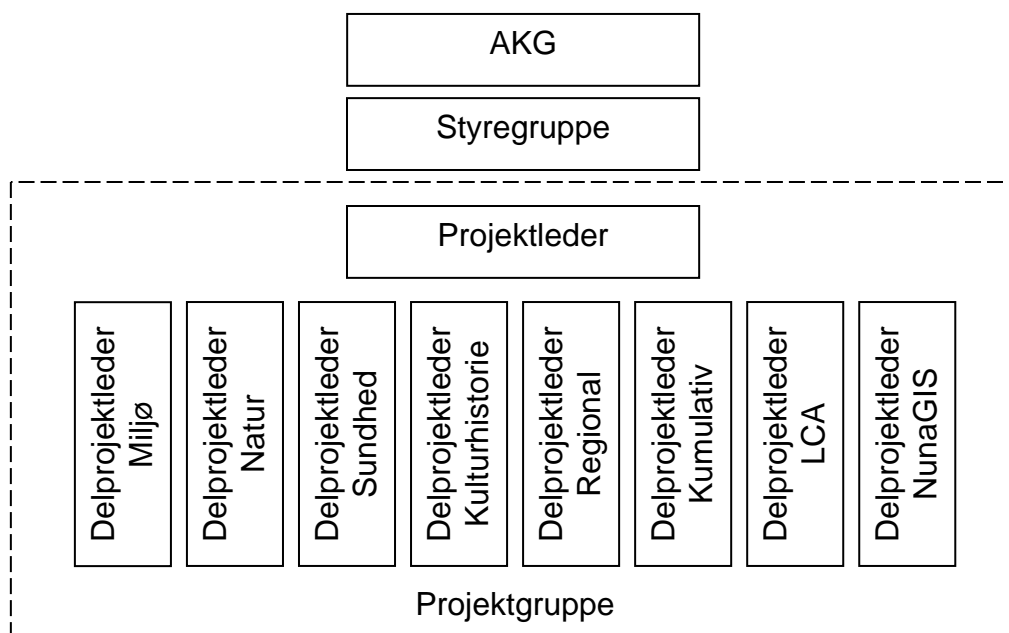 AKG
Styregruppe
Projektleder
Delprojektleder
Miljø
Delprojektleder
Natur
Delprojektleder
Sundhed
Delprojektleder
Kulturhistorie
Delprojektleder
Regional
Delprojektleder
Kumulativ
Delprojektleder
LCA
Delprojektleder
NunaGIS
Projektgruppe